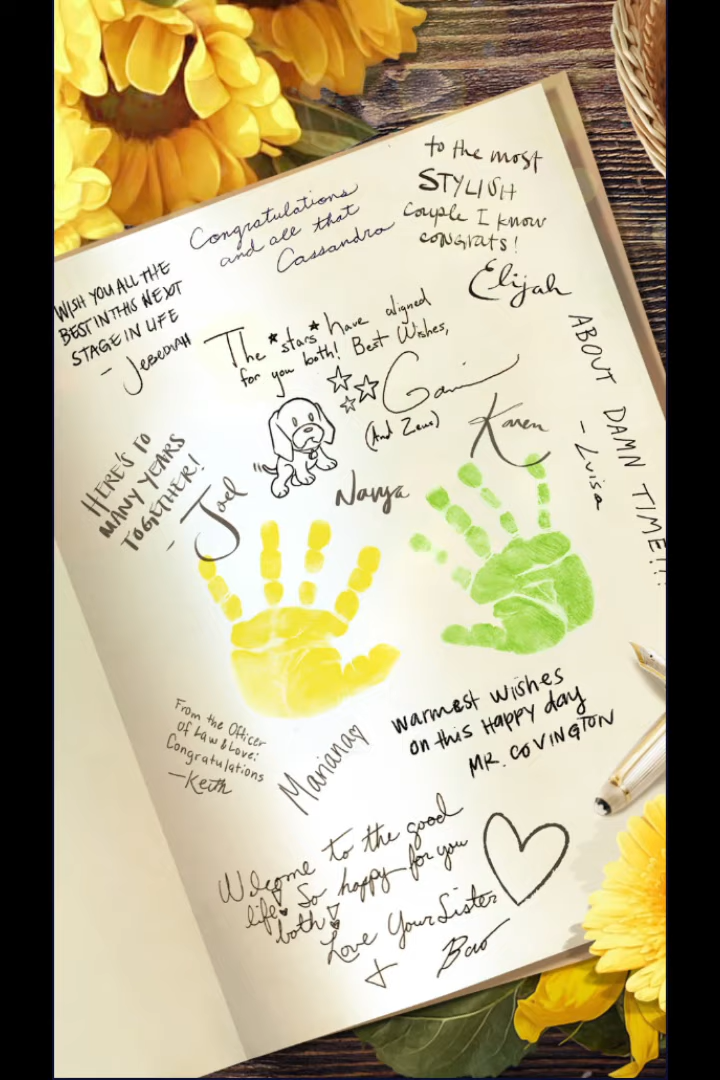 to the most
STYLISH
couple I know
congrats!
Elijah
Congratulations
and all that
Cassandra
WISH YOU ALL THE
BEST IN THIS NEXT
STAGE IN LIFE
- JEBEDIAH
The *stars* have aligned
for you both! Best Wishes,
(And Zeus)
ABOUT DAMN TIME!!!
- Luisa
Karen
HERE'S TO
MANY YEARS
TOGETHER!
- Joel
Navya
warmest wishes
on this Happy day
MR. COVINGTON
From the Officer
of Law & Love:
Congratulations
-Keith
Mariana
Welcome to the good
life. So happy for you
both
Love Your Sister
+ Bao